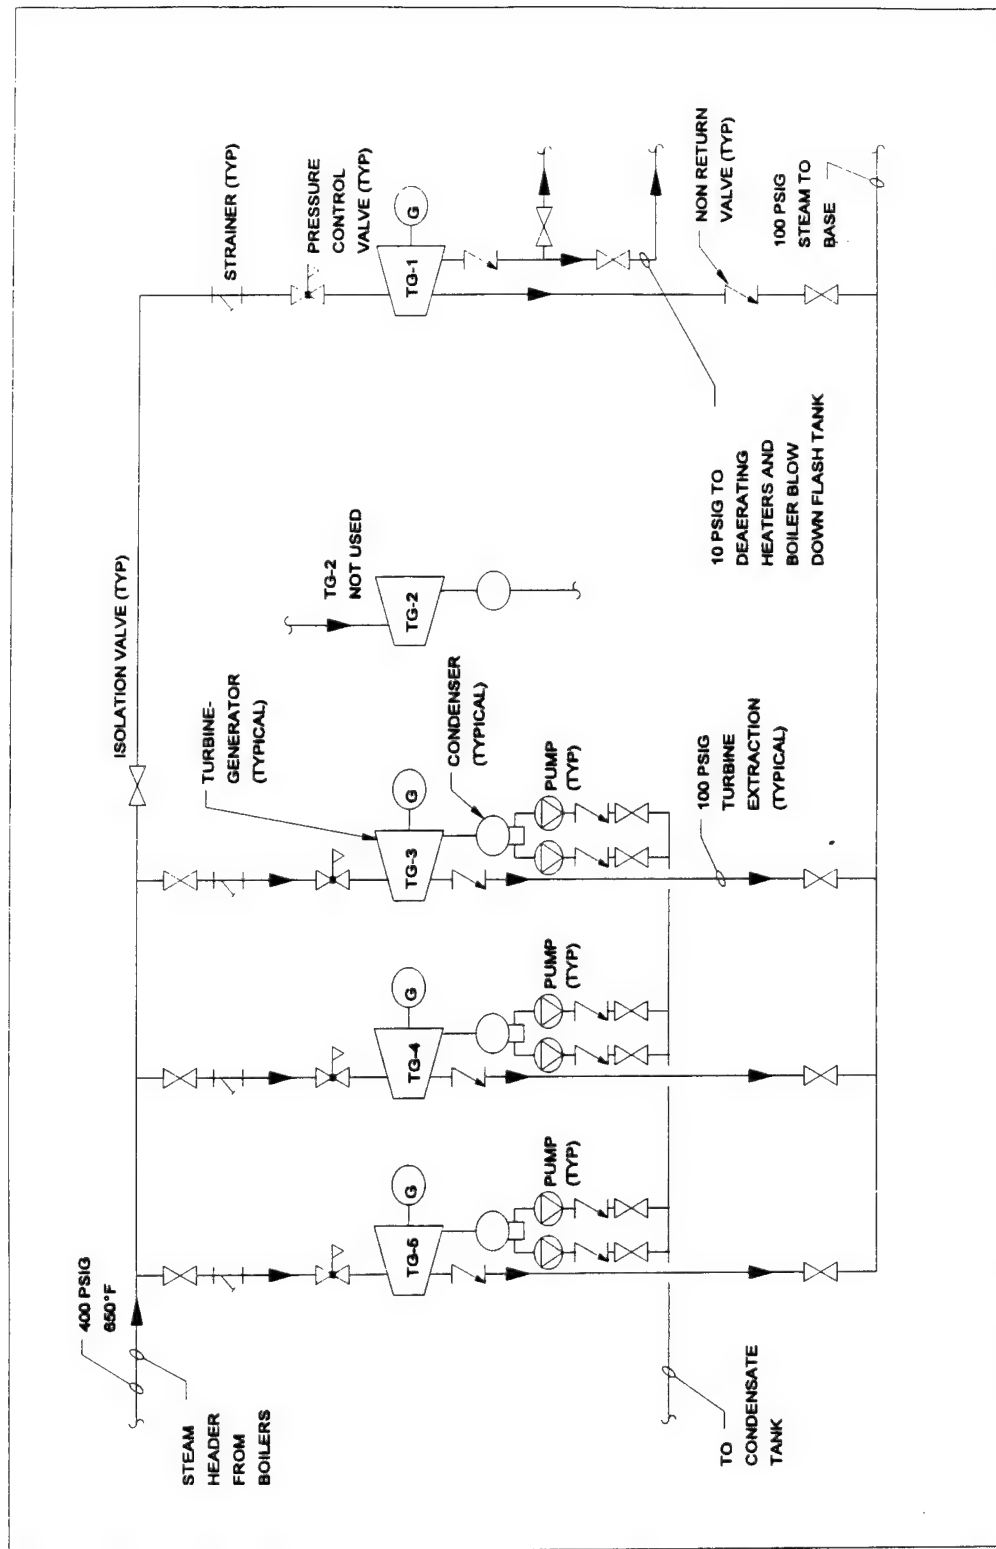 400 PSIG
650°F
STEAM
HEADER
FROM
BOILERS
ISOLATION VALVE (TYP)
STRAINER (TYP)
PRESSURE
CONTROL
VALVE (TYP)
TURBINE-
GENERATOR
(TYPICAL)
TG-2
NOT USED
G
G
G
G
TG-5
TG-4
TG-3
TG-2
TG-1
CONDENSER
(TYPICAL)
PUMP
(TYP)
PUMP
(TYP)
PUMP
(TYP)
NON RETURN
VALVE (TYP)
100 PSIG
TURBINE
EXTRACTION
(TYPICAL)
10 PSIG TO
DEAERATING
HEATERS AND
BOILER BLOW
DOWN FLASH TANK
100 PSIG
STEAM TO
BASE
TO
CONDENSATE
TANK